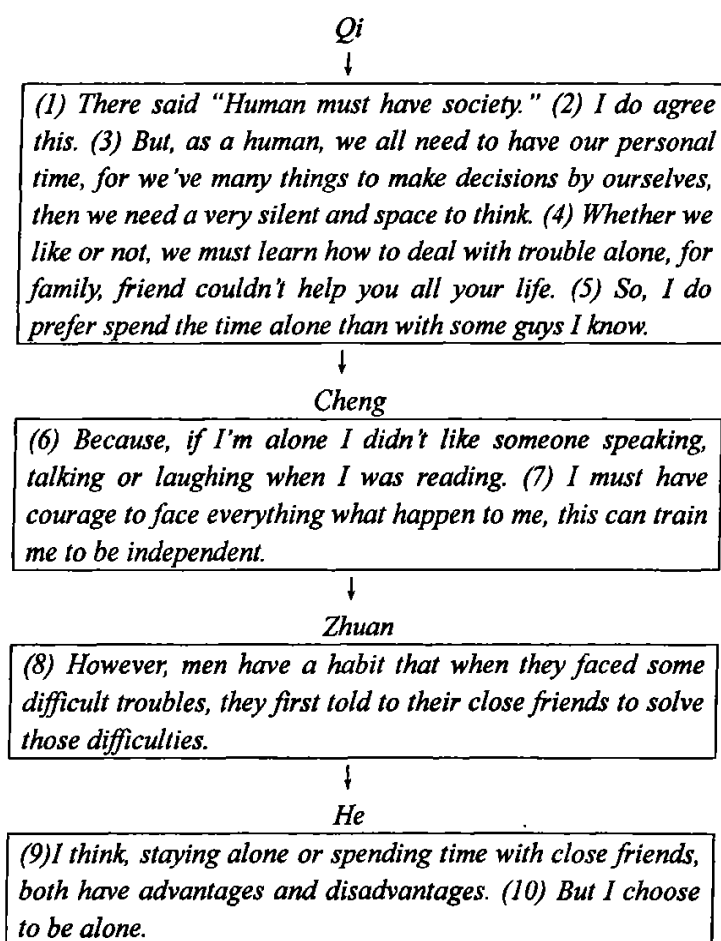 Qi
↓
(1) There said "Human must have society." (2) I do agree
this. (3) But, as a human, we all need to have our personal
time, for we've many things to make decisions by ourselves,
then we need a very silent and space to think. (4) Whether we
like or not, we must learn how to deal with trouble alone, for
family, friend couldn't help you all your life. (5) So, I do
prefer spend the time alone than with some guys I know.
↓
Cheng
(6) Because, if I'm alone I didn't like someone speaking,
talking or laughing when I was reading. (7) I must have
courage to face everything what happen to me, this can train
me to be independent.
↓
Zhuan
(8) However, men have a habit that when they faced some
difficult troubles, they first told to their close friends to solve
those difficulties.
↓
He
(9)I think, staying alone or spending time with close friends,
both have advantages and disadvantages. (10) But I choose
to be alone.